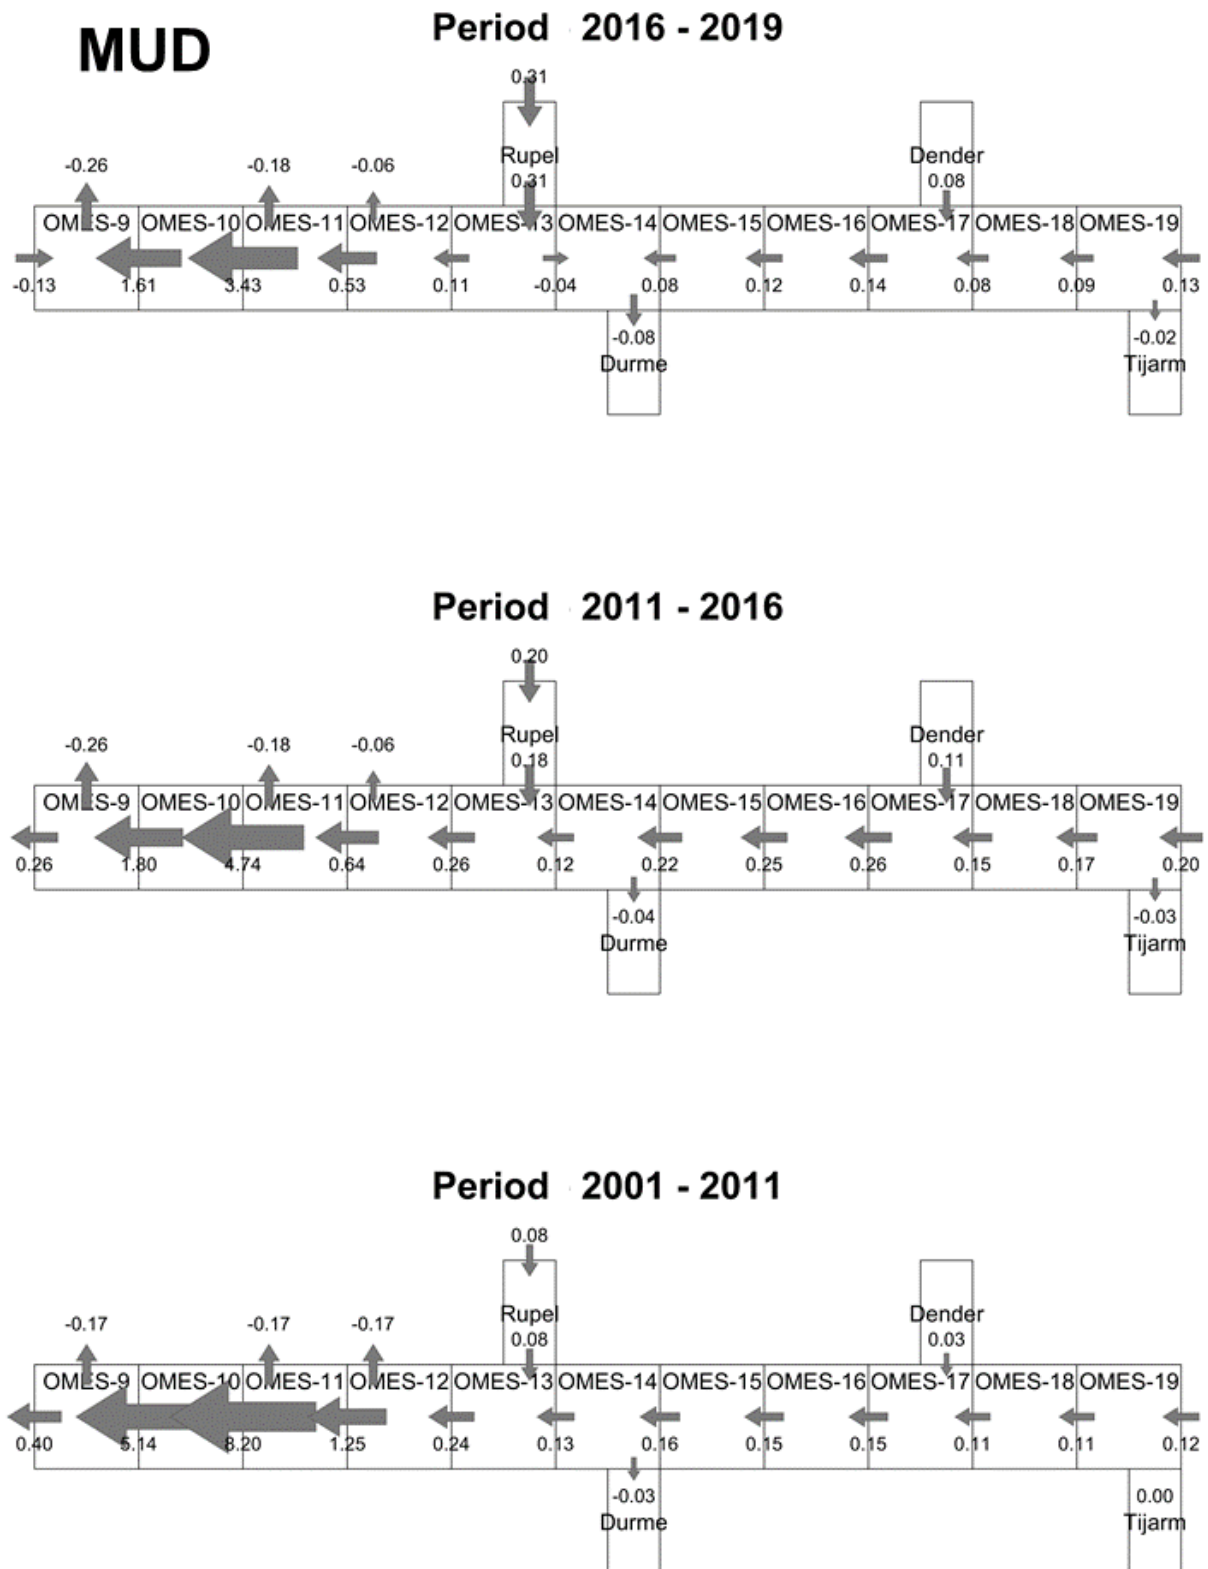 MUD
Period 2016 - 2019
0.31
-0.26 -0.18 -0.06 Rupel Dender
0.31 0.08
OMES-9 OMES-10 OMES-11 OMES-12 OMES-13 OMES-14 OMES-15 OMES-16 OMES-17 OMES-18 OMES-19
-0.13 1.61 3.43 0.53 0.11 -0.04 0.08 0.12 0.14 0.08 0.09 0.13
-0.08 -0.02
Durme Tijarm
Period 2011 - 2016
0.20
-0.26 -0.18 -0.06 Rupel Dender
0.18 0.11
OMES-9 OMES-10 OMES-11 OMES-12 OMES-13 OMES-14 OMES-15 OMES-16 OMES-17 OMES-18 OMES-19
0.26 1.80 4.74 0.64 0.26 0.12 0.22 0.25 0.26 0.15 0.17 0.20
-0.04 -0.03
Durme Tijarm
Period 2001 - 2011
0.08
-0.17 -0.17 -0.17 Rupel Dender
0.08 0.03
OMES-9 OMES-10 OMES-11 OMES-12 OMES-13 OMES-14 OMES-15 OMES-16 OMES-17 OMES-18 OMES-19
0.40 5.14 8.20 1.25 0.24 0.13 0.16 0.15 0.15 0.11 0.11 0.12
-0.03 0.00
Durme Tijarm